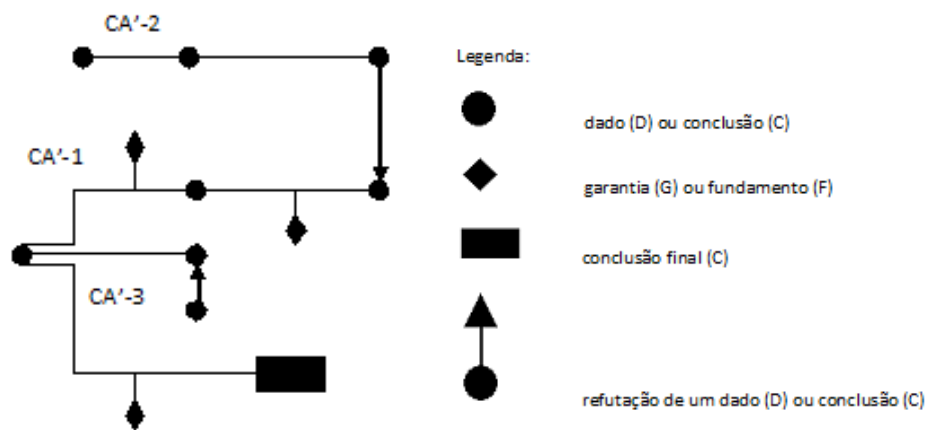 CA’-2
CA’-1
CA’-3
Legenda:
dado (D) ou conclusão (C)
garantia (G) ou fundamento (F)
conclusão final (C)
refutação de um dado (D) ou conclusão (C)